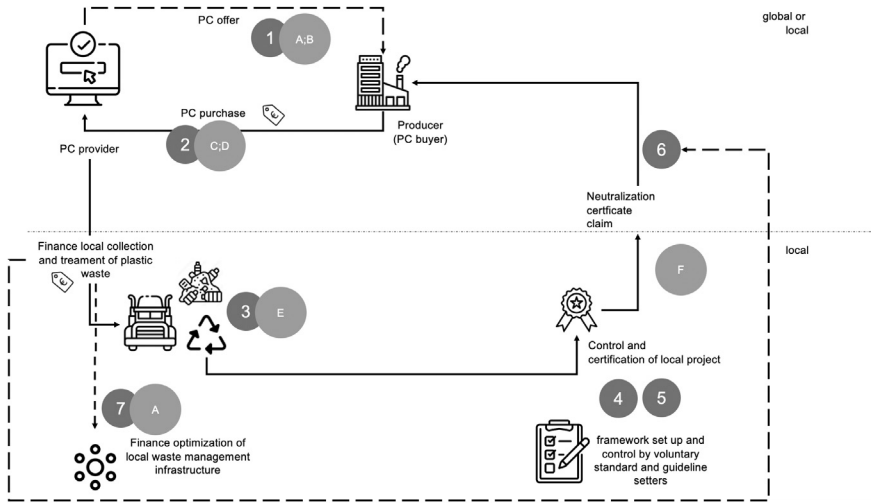 PC offer
1
A;B
global or
local
PC purchase
€
Producer
(PC buyer)
2
C;D
PC provider
6
Neutralization
certficate
claim
Finance local collection
and treament of plastic
waste
€
local
F
3
E
Control and
certification of local project
4
5
7
A
Finance optimization of
local waste management
infrastructure
framework set up and
control by voluntary
standard and guideline
setters